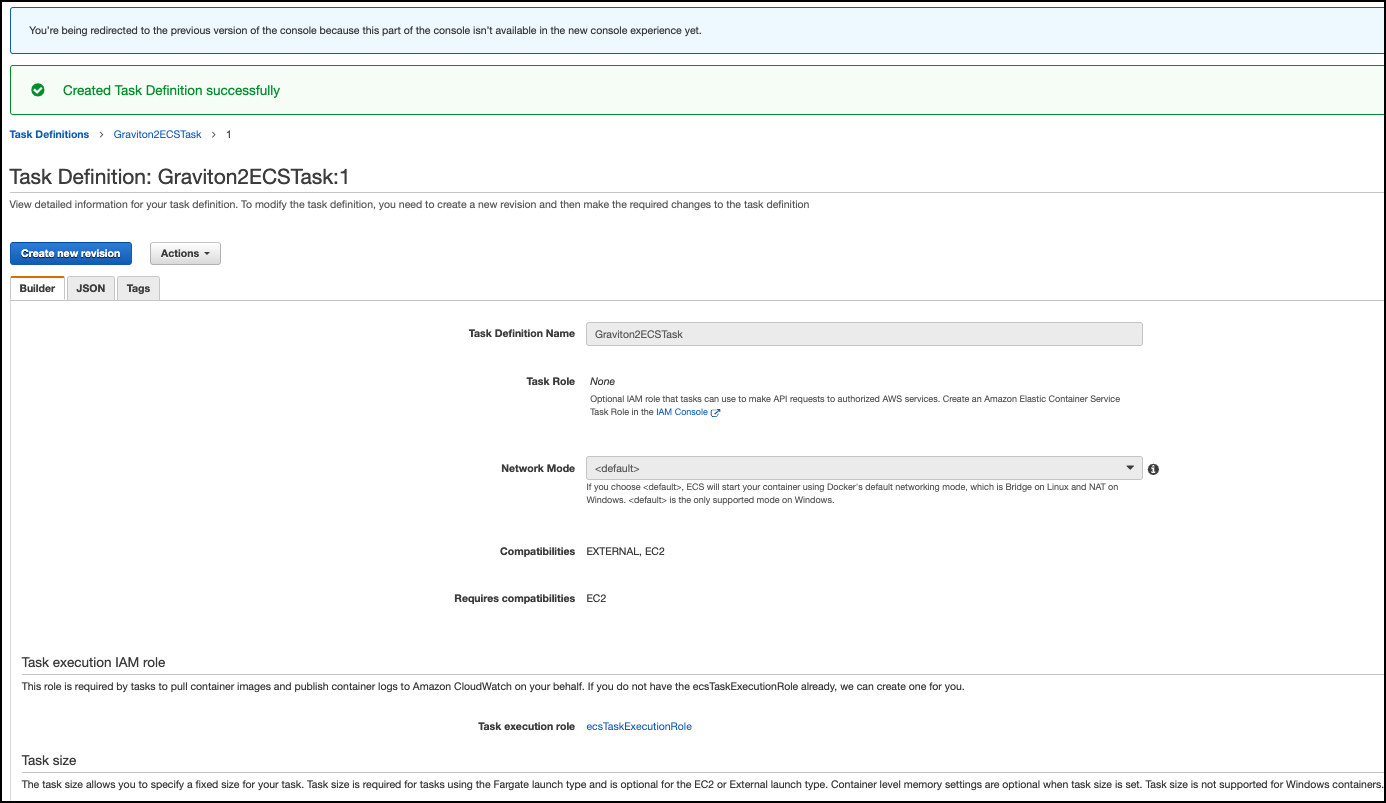 You're being redirected to the previous version of the console because this part of the console isn't available in the new console experience yet.
Created Task Definition successfully
Task Definitions > Graviton2ECSTask > 1
Task Definition: Graviton2ECSTask:1
View detailed information for your task definition. To modify the task definition, you need to create a new revision and then make the required changes to the task definition
Create new revision Actions
Builder JSON Tags
Task Definition Name Graviton2ECSTask
Task Role None
Optional IAM role that tasks can use to make API requests to authorized AWS services. Create an Amazon Elastic Container Service
Task Role in the IAM Console
Network Mode <default>
If you choose <default>, ECS will start your container using Docker's default networking mode, which is Bridge on Linux and NAT on
Windows. <default> is the only supported mode on Windows.
Compatibilities EXTERNAL, EC2
Requires compatibilities EC2
Task execution IAM role
This role is required by tasks to pull container images and publish container logs to Amazon CloudWatch on your behalf. If you do not have the ecsTaskExecutionRole already, we can create one for you.
Task execution role ecsTaskExecutionRole
Task size
The task size allows you to specify a fixed size for your task. Task size is required for tasks using the Fargate launch type and is optional for the EC2 or External launch type. Container level memory settings are optional when task size is set. Task size is not supported for Windows containers.